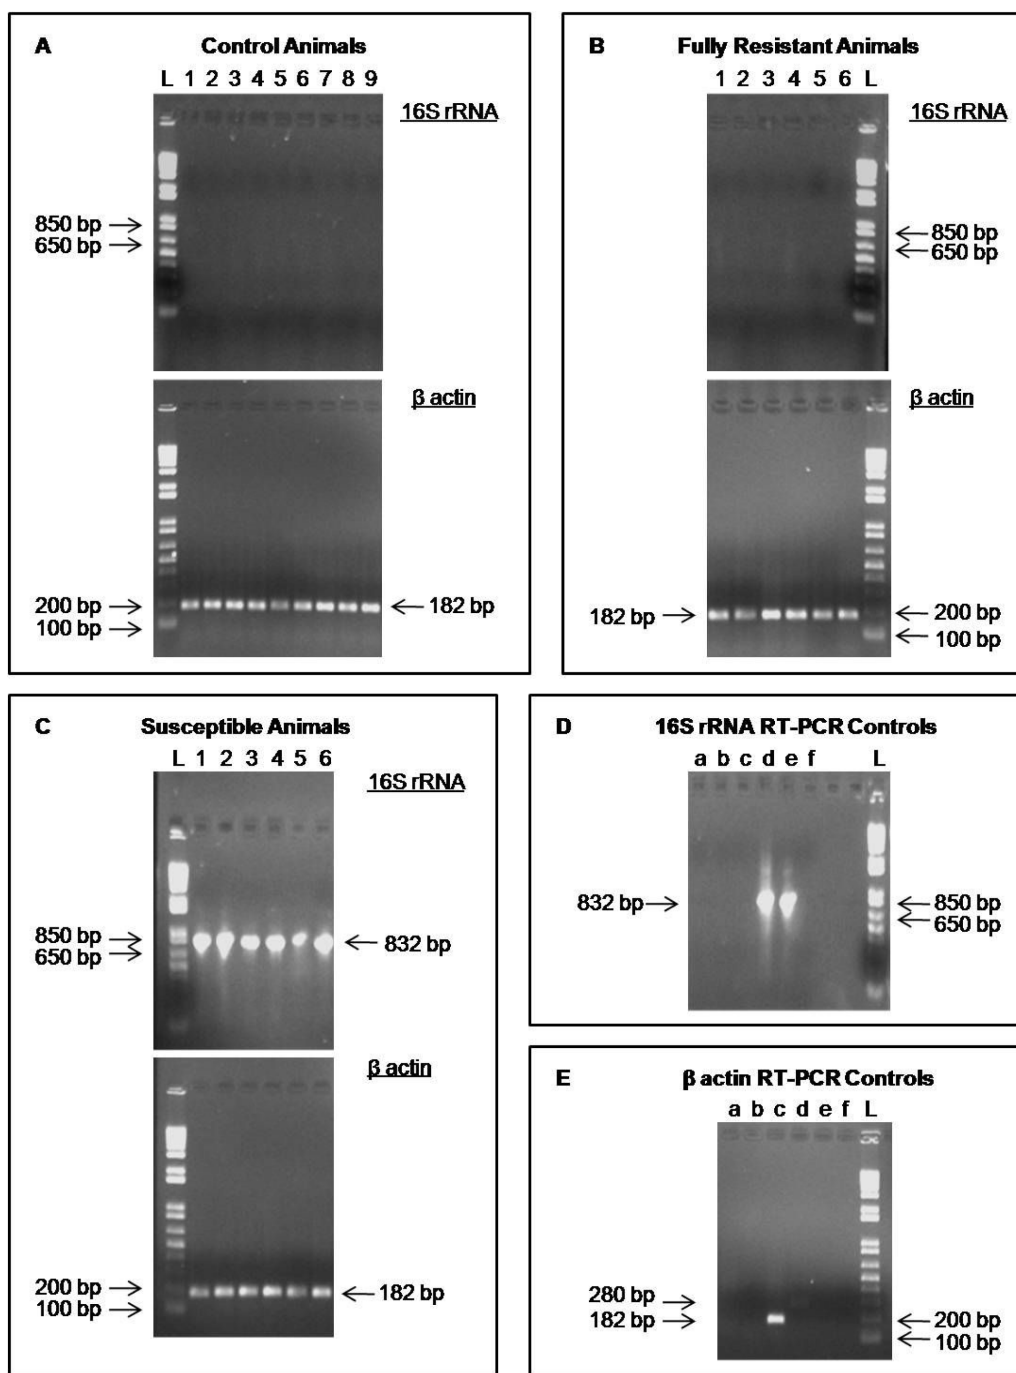 A Control Animals
L 1 2 3 4 5 6 7 8 9
16S rRNA
850 bp
650 bp
β actin
200 bp
100 bp
182 bp
B Fully Resistant Animals
1 2 3 4 5 6 L
16S rRNA
850 bp
650 bp
β actin
182 bp
200 bp
100 bp
C Susceptible Animals
L 1 2 3 4 5 6
16S rRNA
850 bp
650 bp
832 bp
β actin
200 bp
100 bp
182 bp
D 16S rRNA RT-PCR Controls
a b c d e f L
832 bp
850 bp
650 bp
E β actin RT-PCR Controls
a b c d e f L
280 bp
182 bp
200 bp
100 bp